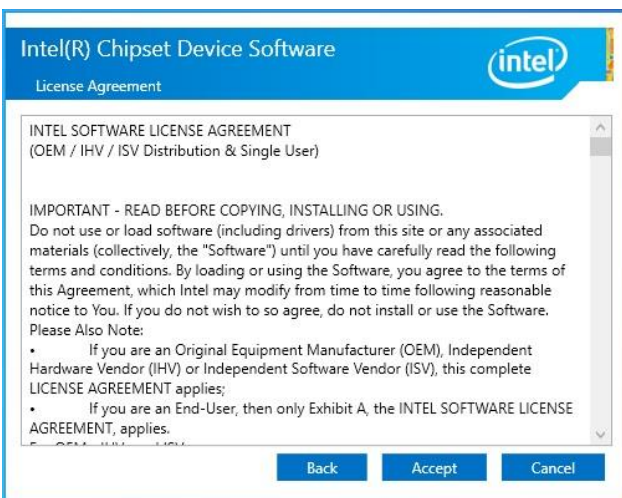 Intel(R) Chipset Device Software
intel
License Agreement
INTEL SOFTWARE LICENSE AGREEMENT
(OEM / IHV / ISV Distribution & Single User)
IMPORTANT - READ BEFORE COPYING, INSTALLING OR USING.
Do not use or load software (including drivers) from this site or any associated
materials (collectively, the "Software") until you have carefully read the following
terms and conditions. By loading or using the Software, you agree to the terms of
this Agreement, which Intel may modify from time to time following reasonable
notice to You. If you do not wish to so agree, do not install or use the Software.
Please Also Note:
• If you are an Original Equipment Manufacturer (OEM), Independent
Hardware Vendor (IHV) or Independent Software Vendor (ISV), this complete
LICENSE AGREEMENT applies;
• If you are an End-User, then only Exhibit A, the INTEL SOFTWARE LICENSE
AGREEMENT, applies.
Back Accept Cancel